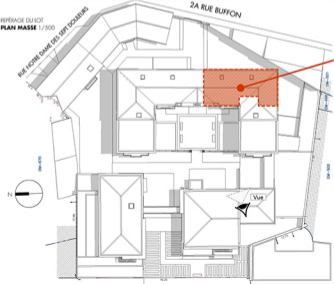 REPÉRAGE DU LOT
PLAN MASSE 1/500
RUE NOTRE DAME DES SEPT DOULEURS
2A RUE BUFFON
N
Vue